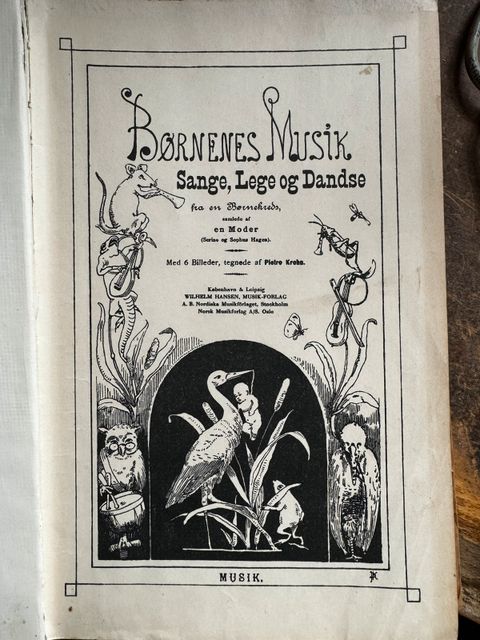 BØRNENES MUSIK
Sange, Lege og Dandse
fra en Børnekreds,
samlede af
en Moder
(Serine og Sophus Hagen).
Med 6 Billeder, tegnede af Pietro Krohn.
København & Leipzig
WILHELM HANSEN, MUSIK-FORLAG
A. B. Nordiska Musikförlaget, Stockholm
Norsk Musikforlag A/S. Oslo
MUSIK.